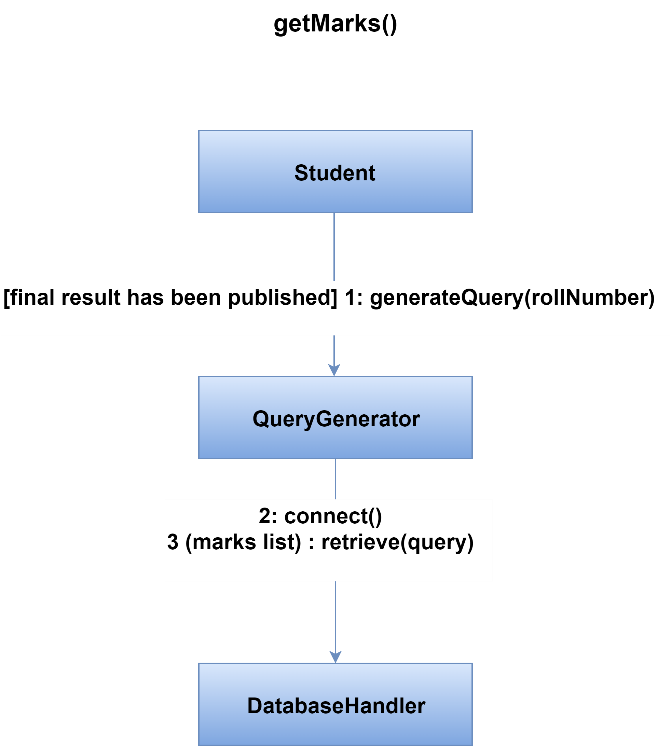 getMarks()
Student
[final result has been published] 1: generateQuery(rollNumber)
QueryGenerator
2: connect()
3 (marks list) : retrieve(query)
DatabaseHandler